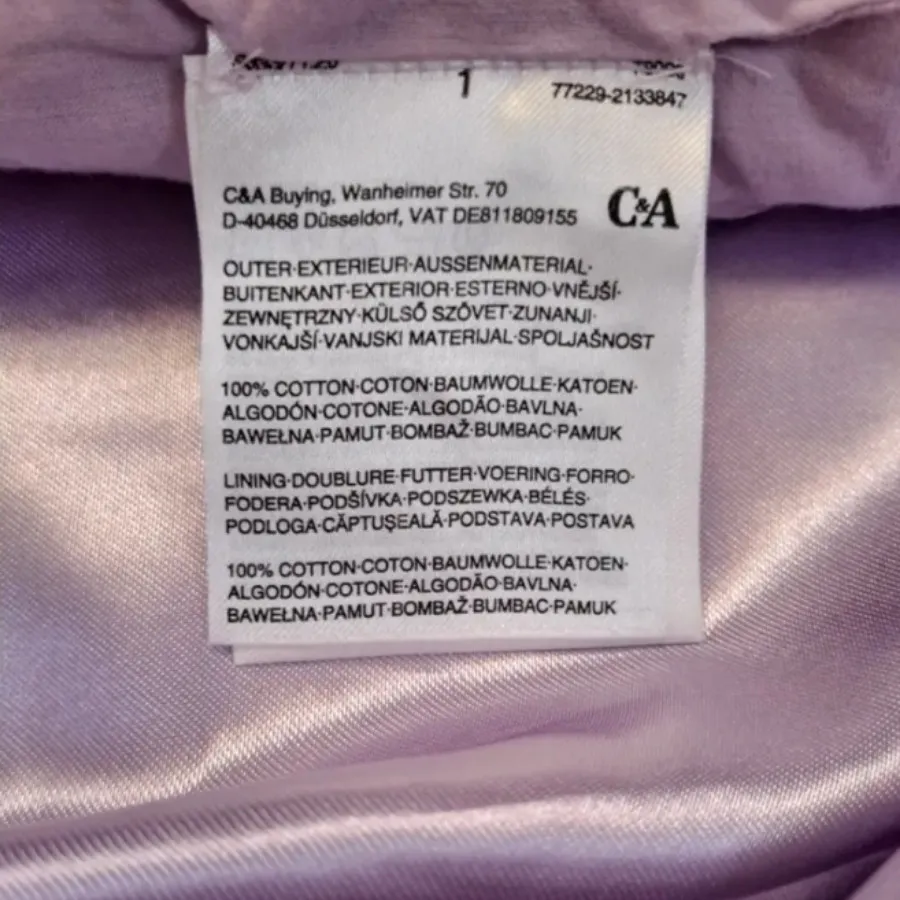 1
77229-2133847
C&A Buying, Wanheimer Str. 70
D-40468 Düsseldorf, VAT DE811809155
C&A
OUTER·EXTERIEUR·AUSSENMATERIAL·
BUITENKANT·EXTERIOR·ESTERNO·VNĚJŠÍ·
ZEWNĘTRZNY·KÜLSŐ SZŐVET·ZUNANJI·
VONKAJŠÍ·VANJSKI MATERIJAL·SPOLJAŠNOST
100% COTTON·COTON·BAUMWOLLE·KATOEN·
ALGODÓN·COTONE·ALGODÃO·BAVLNA·
BAWEŁNA·PAMUT·BOMBAŽ·BUMBAC·PAMUK
LINING·DOUBLURE·FUTTER·VOERING·FORRO·
FODERA·PODŠÍVKA·PODSZEWKA·BÉLÉS·
PODLOGA·CĂPTUŞEALĂ·PODSTAVA·POSTAVA
100% COTTON·COTON·BAUMWOLLE·KATOEN·
ALGODÓN·COTONE·ALGODÃO·BAVLNA·
BAWEŁNA·PAMUT·BOMBAŽ·BUMBAC·PAMUK